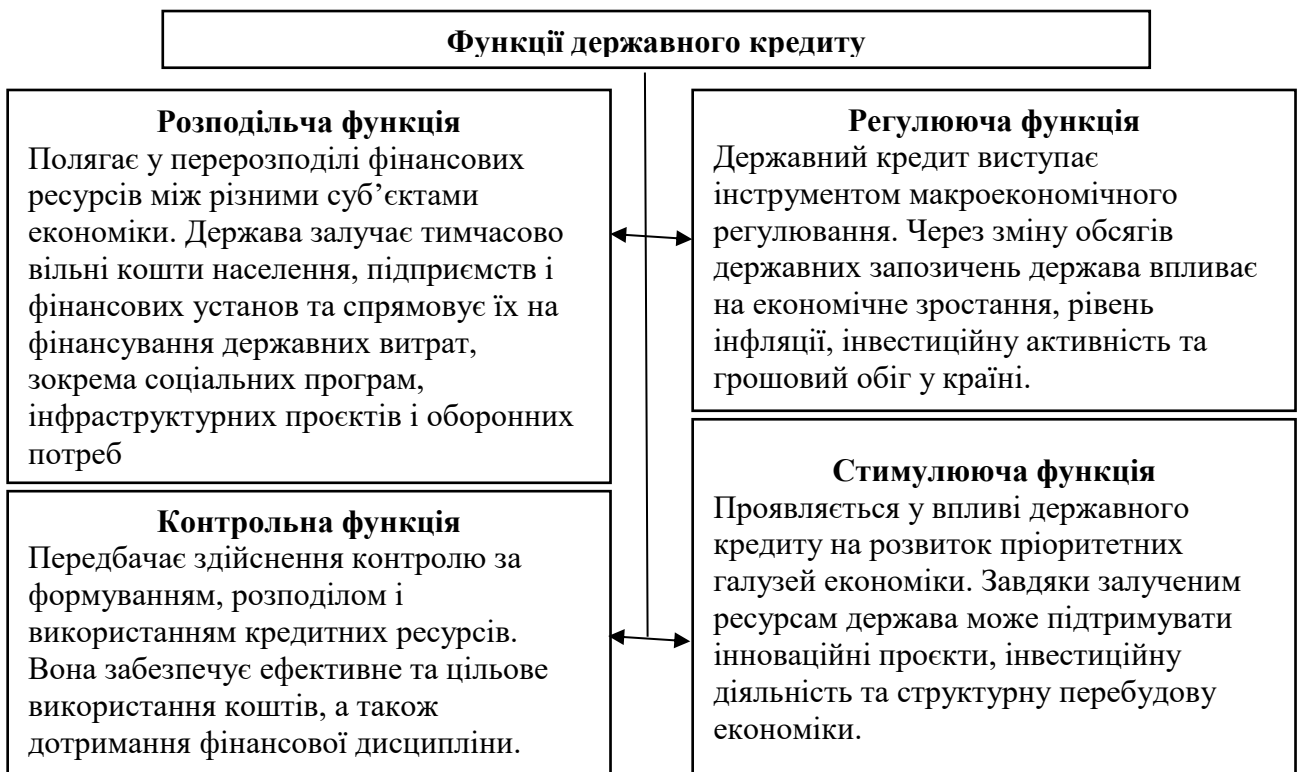 Функції державного кредиту
Розподільча функція
Полягає у перерозподілі фінансових
ресурсів між різними суб’єктами
економіки. Держава залучає тимчасово
вільні кошти населення, підприємств і
фінансових установ та спрямовує їх на
фінансування державних витрат,
зокрема соціальних програм,
інфраструктурних проєктів і оборонних
потреб
Регулююча функція
Державний кредит виступає
інструментом макроекономічного
регулювання. Через зміну обсягів
державних запозичень держава впливає
на економічне зростання, рівень
інфляції, інвестиційну активність та
грошовий обіг у країні.
Контрольна функція
Передбачає здійснення контролю за
формуванням, розподілом і
використанням кредитних ресурсів.
Вона забезпечує ефективне та цільове
використання коштів, а також
дотримання фінансової дисципліни.
Стимулююча функція
Проявляється у впливі державного
кредиту на розвиток пріоритетних
галузей економіки. Завдяки залученим
ресурсам держава може підтримувати
інноваційні проєкти, інвестиційну
діяльність та структурну перебудову
економіки.